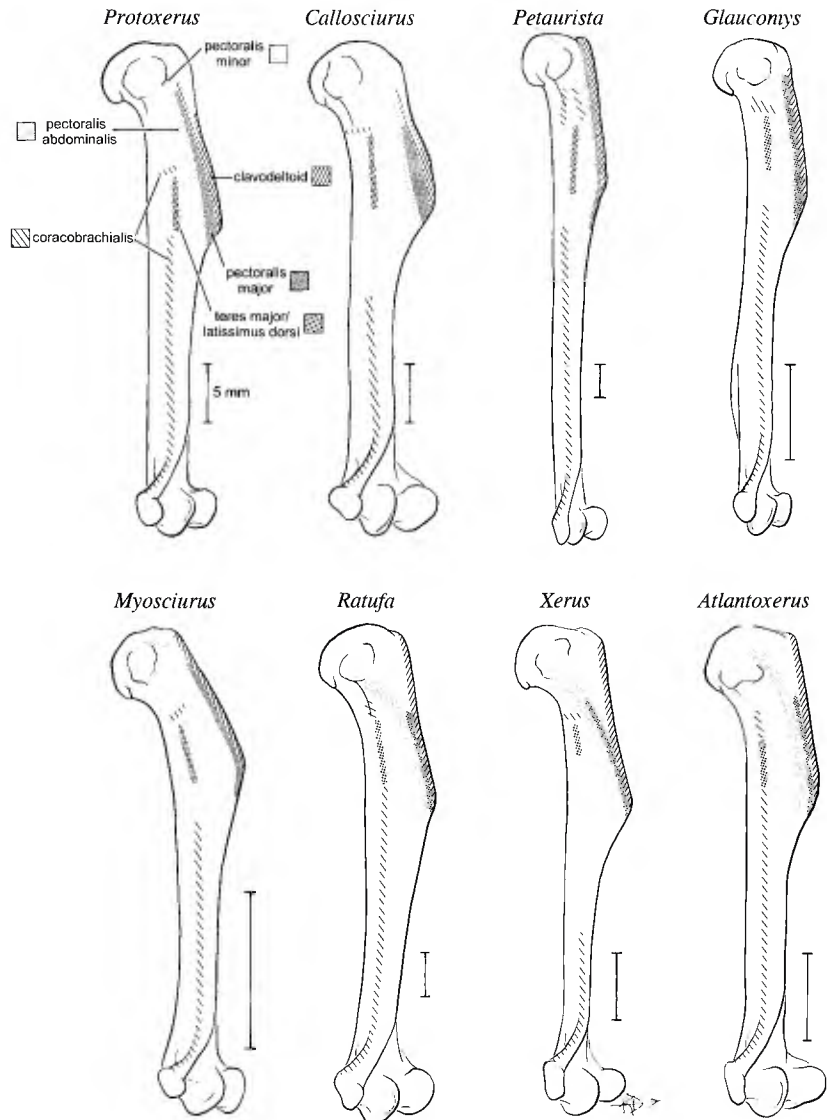 Protoxerus
Callosciurus
Petaurista
Glaucomys
pectoralis
minor
pectoralis
abdominalis
clavodeltoid
coracobrachialis
pectoralis
major
teres major/
latissimus dorsi
5 mm
Myosciurus
Ratufa
Xerus
Atlantoxerus